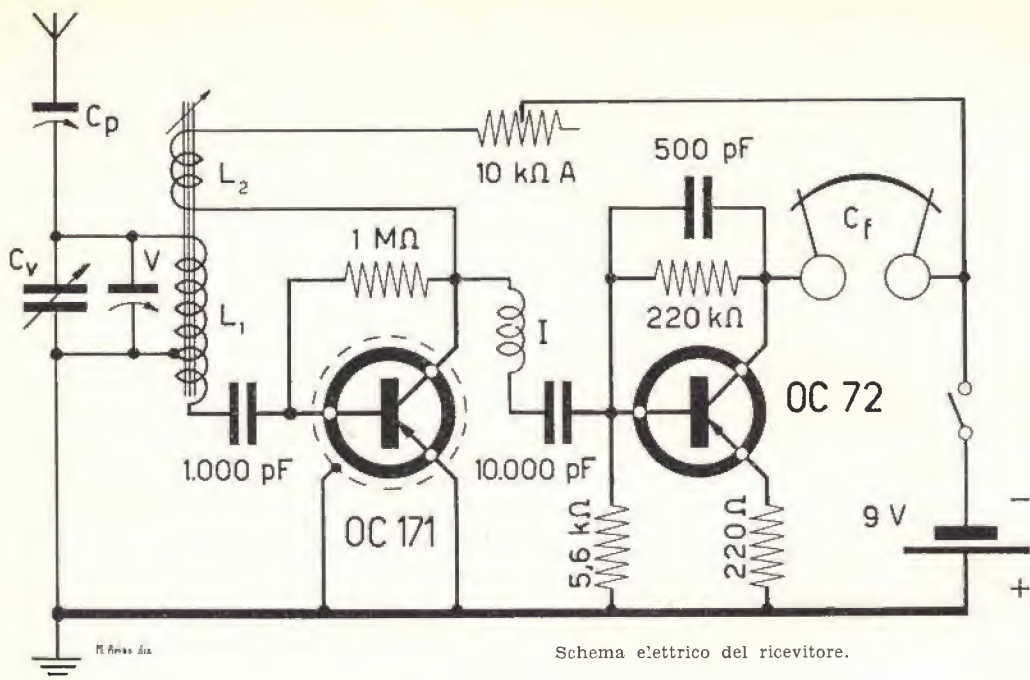 Cp
L2
10 kΩ A
500 pF
Cf
Cv
V
L1
1 MΩ
I
220 kΩ
OC 72
1.000 pF
10.000 pF
OC 171
5,6 kΩ
220Ω
9 V
−
+
Schema elettrico del ricevitore.